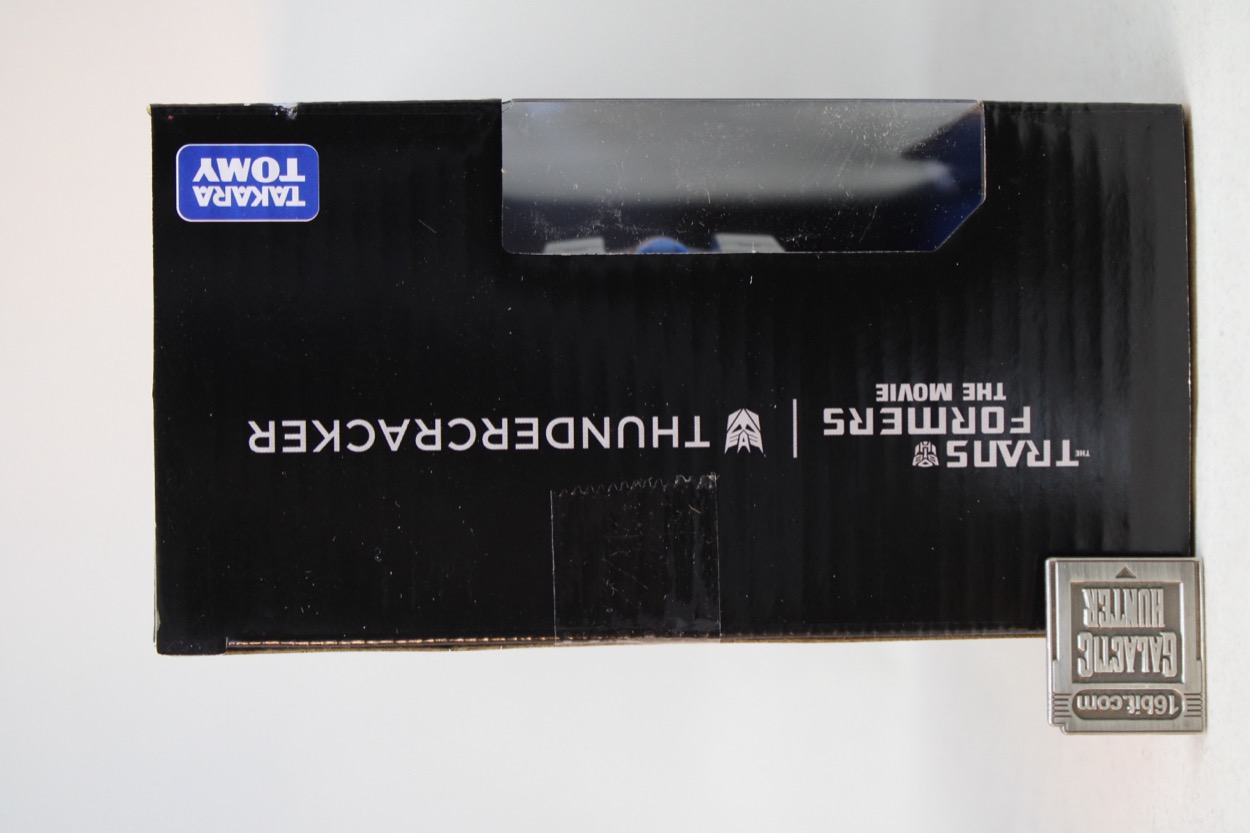 16bit.com
GALACTIC
HUNTER
THE TRANS
FORMERS
THE MOVIE
THUNDERCRACKER
TAKARA
TOMY